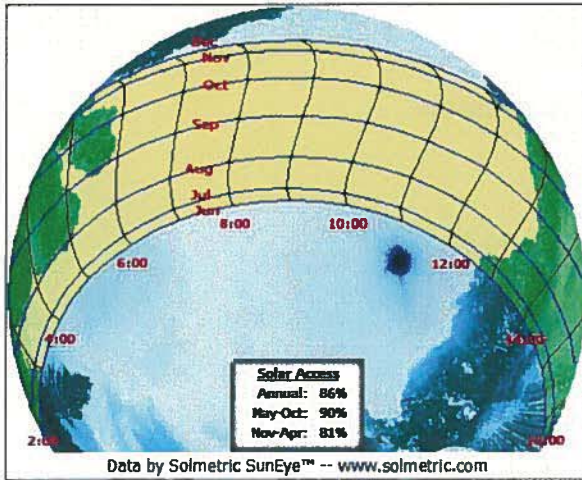 Dec
Nov
Oct
Sep
Aug
Jul
Jun
8:00
10:00
6:00
12:00
4:00
14:00
2:00
Solar Access
Annual: 86%
May-Oct: 90%
Nov-Apr: 81%
Data by Solmetric SunEye™ -- www.solmetric.com